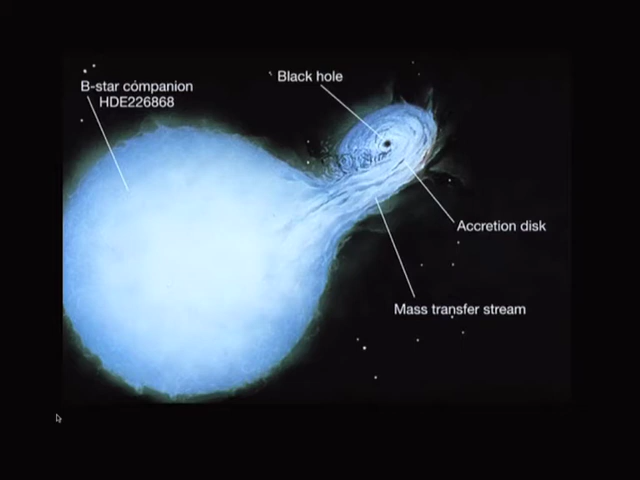 Black hole
B-star companion
HDE226868
Accretion disk
Mass transfer stream